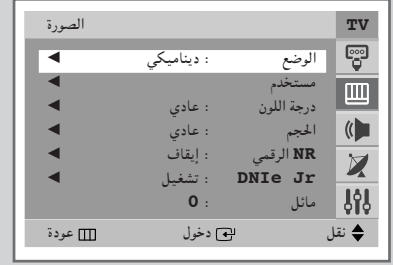 TV الصورة
الوضع : ديناميكي
مستخدم
درجة اللون : عادي
الحجم : عادي
NR الرقمي : إيقاف
DNIe Jr : تشغيل
مائل : 0
نقل دخول عودة